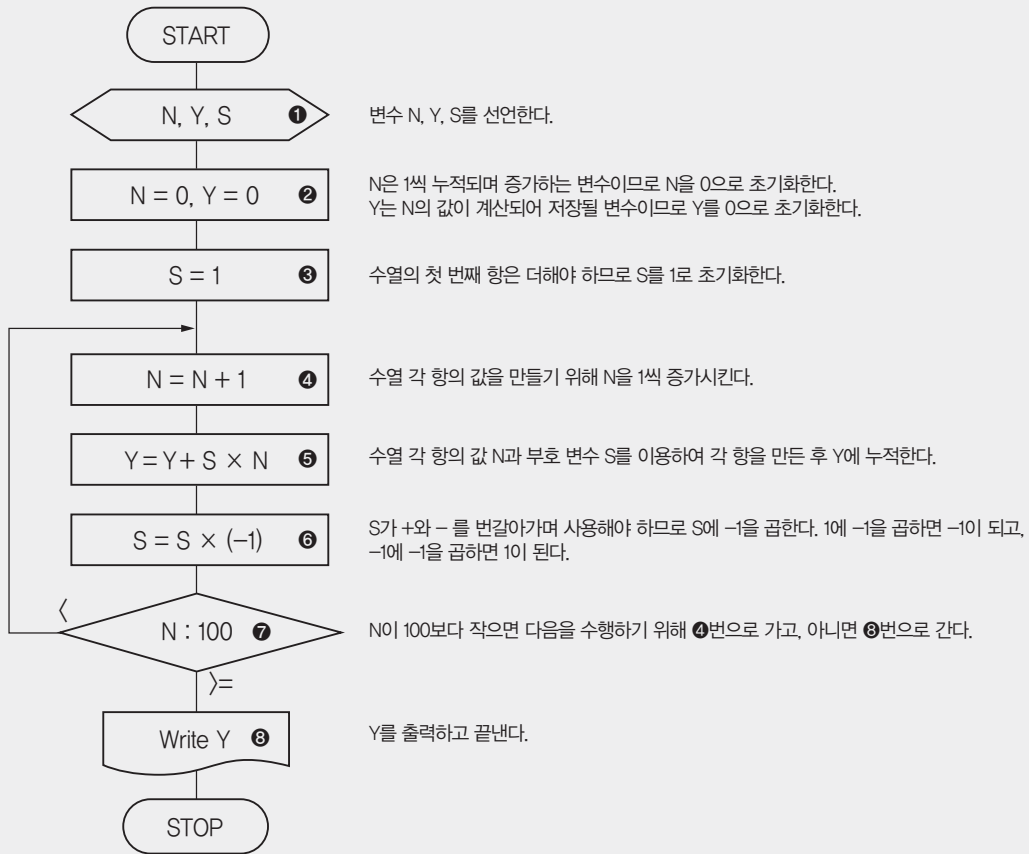 START
N, Y, S ❶
변수 N, Y, S를 선언한다.
N = 0, Y = 0 ❷
N은 1씩 누적되며 증가하는 변수이므로 N을 0으로 초기화한다.
Y는 N의 값이 계산되어 저장될 변수이므로 Y를 0으로 초기화한다.
S = 1 ❸
수열의 첫 번째 항은 더해야 하므로 S를 1로 초기화한다.
N = N + 1 ❹
수열 각 항의 값을 만들기 위해 N을 1씩 증가시킨다.
Y = Y + S × N ❺
수열 각 항의 값 N과 부호 변수 S를 이용하여 각 항을 만든 후 Y에 누적한다.
S = S × (−1) ❻
S가 +와 − 를 번갈아가며 사용해야 하므로 S에 −1을 곱한다. 1에 −1을 곱하면 −1이 되고,
−1에 −1을 곱하면 1이 된다.
〈
N : 100 ❼
N이 100보다 작으면 다음을 수행하기 위해 ❹번으로 가고, 아니면 ❽번으로 간다.
〉=
Write Y ❽
Y를 출력하고 끝낸다.
STOP